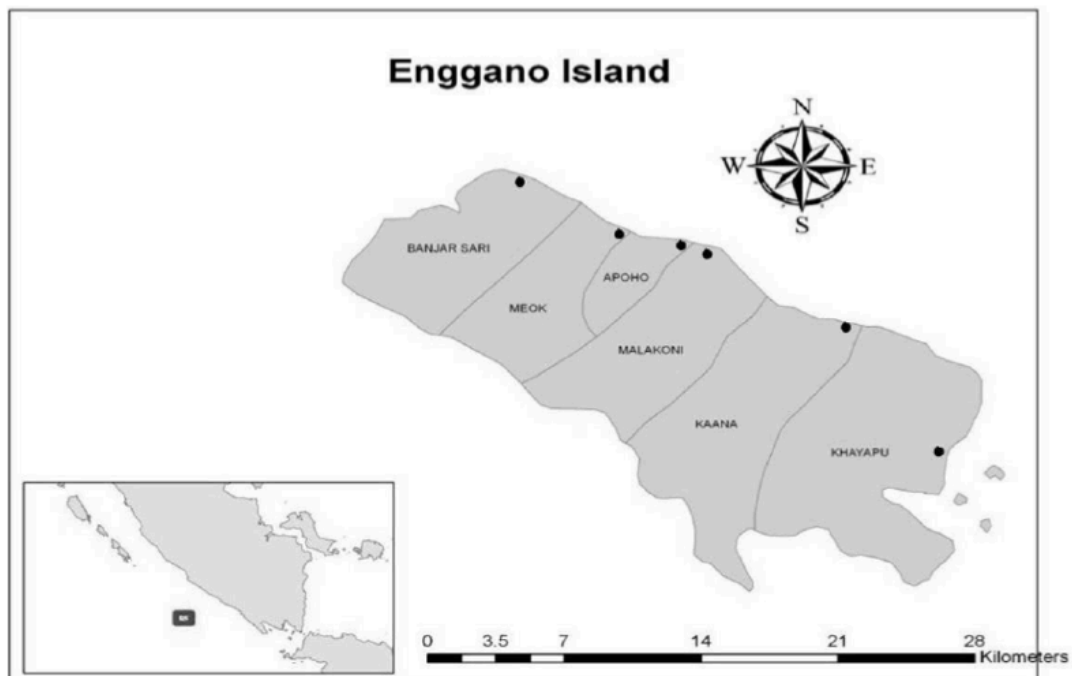 Enggano Island
N
W
E
S
BANJAR SARI
APOHO
MEOK
MALAKONI
KAANA
KHAYAPU
0 3.5 7 14 21 28
Kilometers